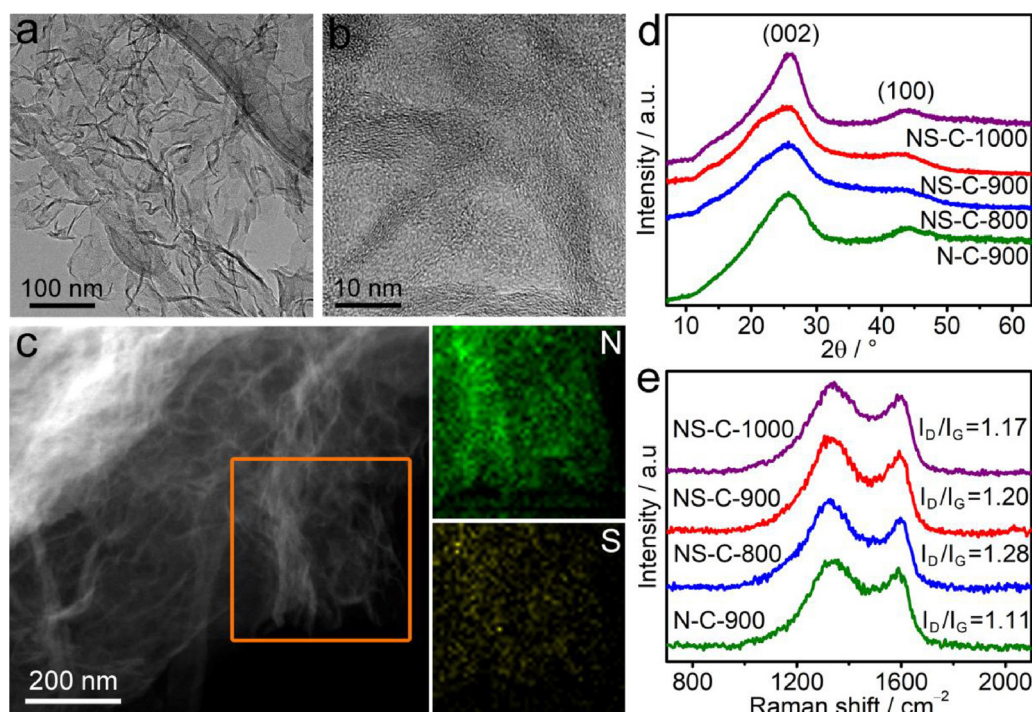 a
100 nm
b
10 nm
c
200 nm
N
S
d
(002)
(100)
NS-C-1000
NS-C-900
NS-C-800
N-C-900
Intensity / a.u.
10 20 30 40 50 60
2θ / °
e
NS-C-1000 I_D/I_G=1.17
NS-C-900 I_D/I_G=1.20
NS-C-800 I_D/I_G=1.28
N-C-900 I_D/I_G=1.11
Intensity / a.u
800 1200 1600 2000
Raman shift / cm⁻²